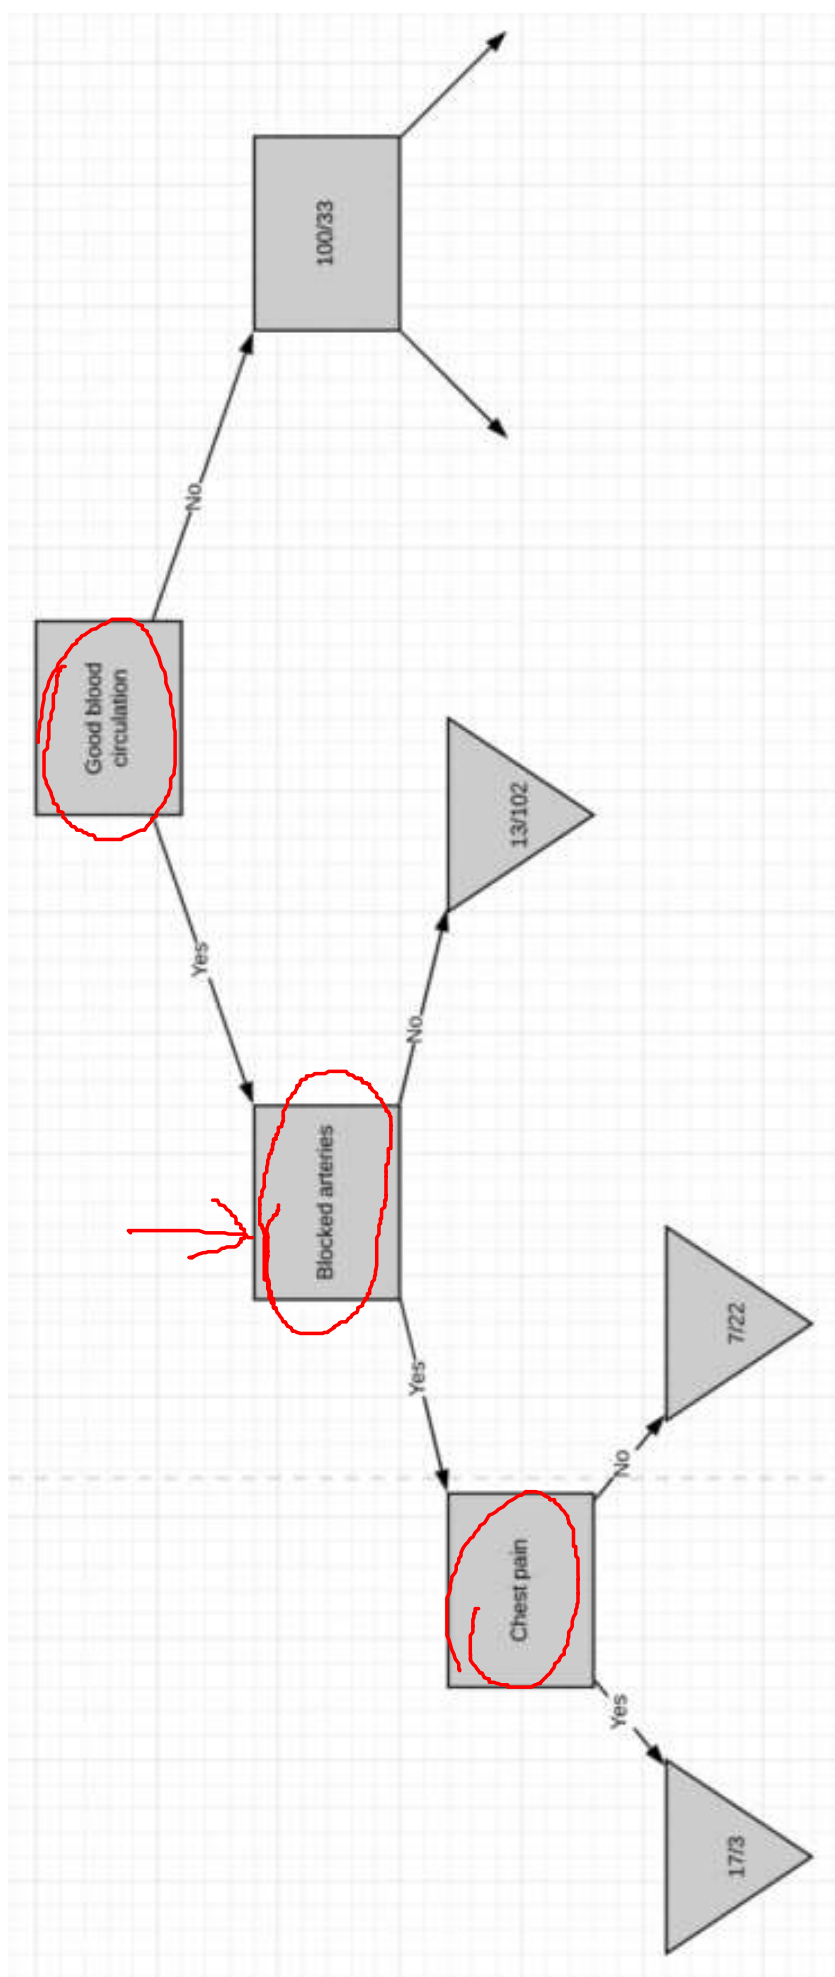 Good blood
circulation
Yes
No
Blocked arteries
100/33
Yes
No
Chest pain
13/102
Yes
No
17/3
7/22